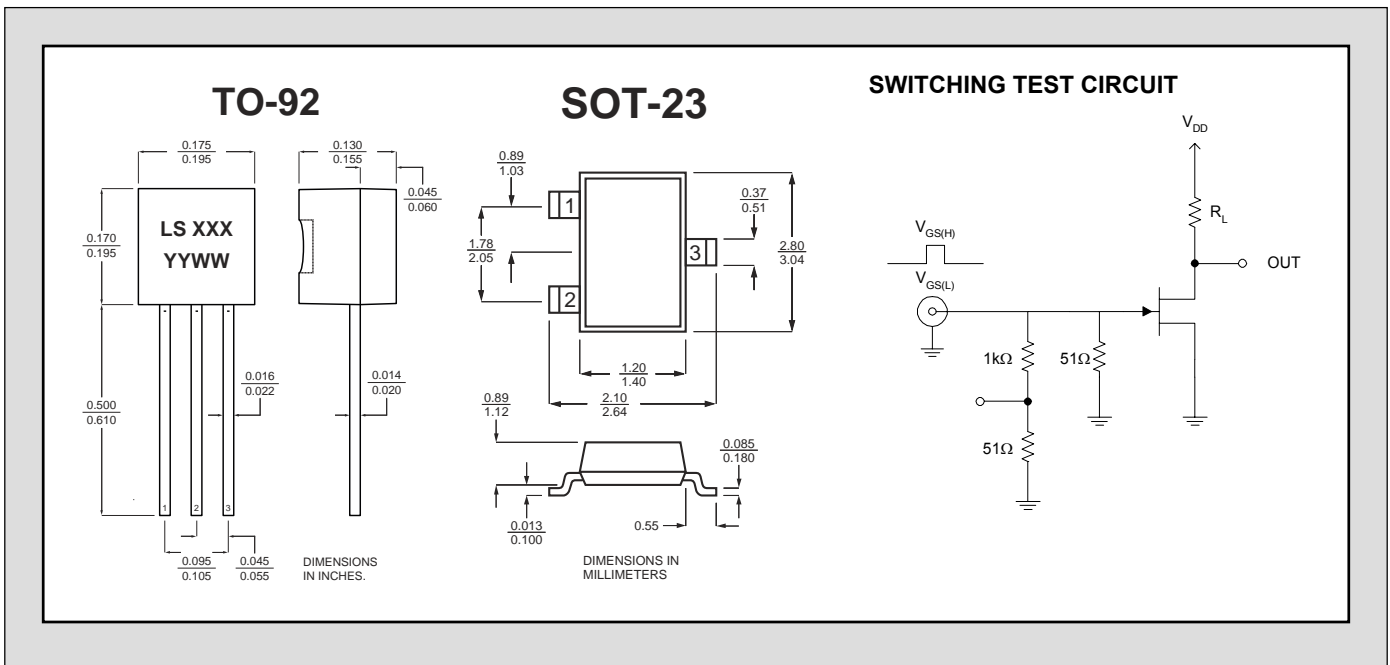 TO-92
0.175
0.195
0.130
0.155
0.045
0.060
0.170
0.195
LS XXX
YYWW
0.016
0.022
0.014
0.020
0.500
0.610
1
2
3
0.095
0.105
0.045
0.055
DIMENSIONS
IN INCHES.
SOT-23
0.89
1.03
1
0.37
0.51
1.78
2.05
3
2.80
3.04
2
1.20
1.40
2.10
2.64
0.89
1.12
0.085
0.180
0.013
0.100
0.55
DIMENSIONS IN
MILLIMETERS
SWITCHING TEST CIRCUIT
VDD
RL
VGS(H)
OUT
VGS(L)
1kΩ
51Ω
51Ω